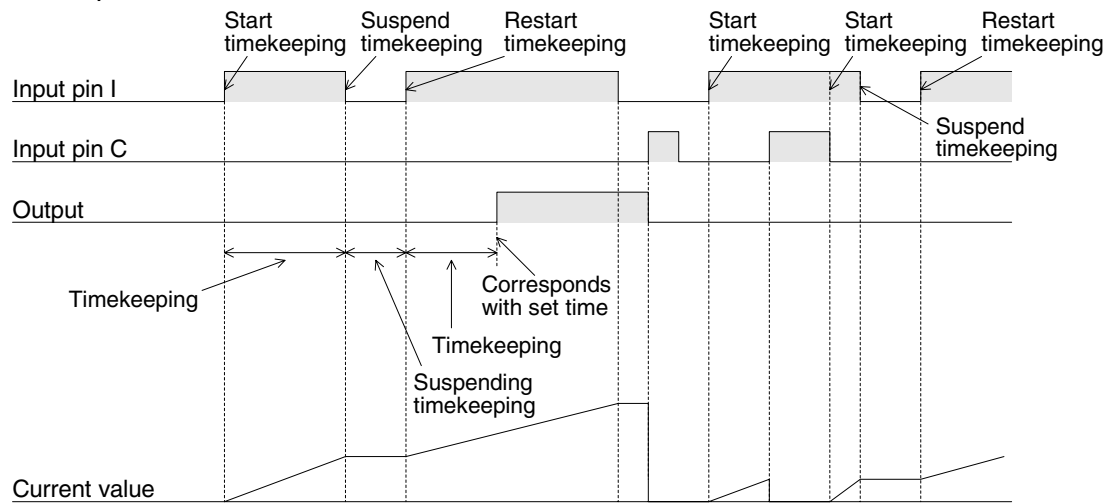 Start
timekeeping
Suspend
timekeeping
Restart
timekeeping
Start
timekeeping
Start
timekeeping
Restart
timekeeping
Input pin I
Suspend
timekeeping
Input pin C
Output
Timekeeping
Corresponds
with set time
Timekeeping
Suspending
timekeeping
Current value